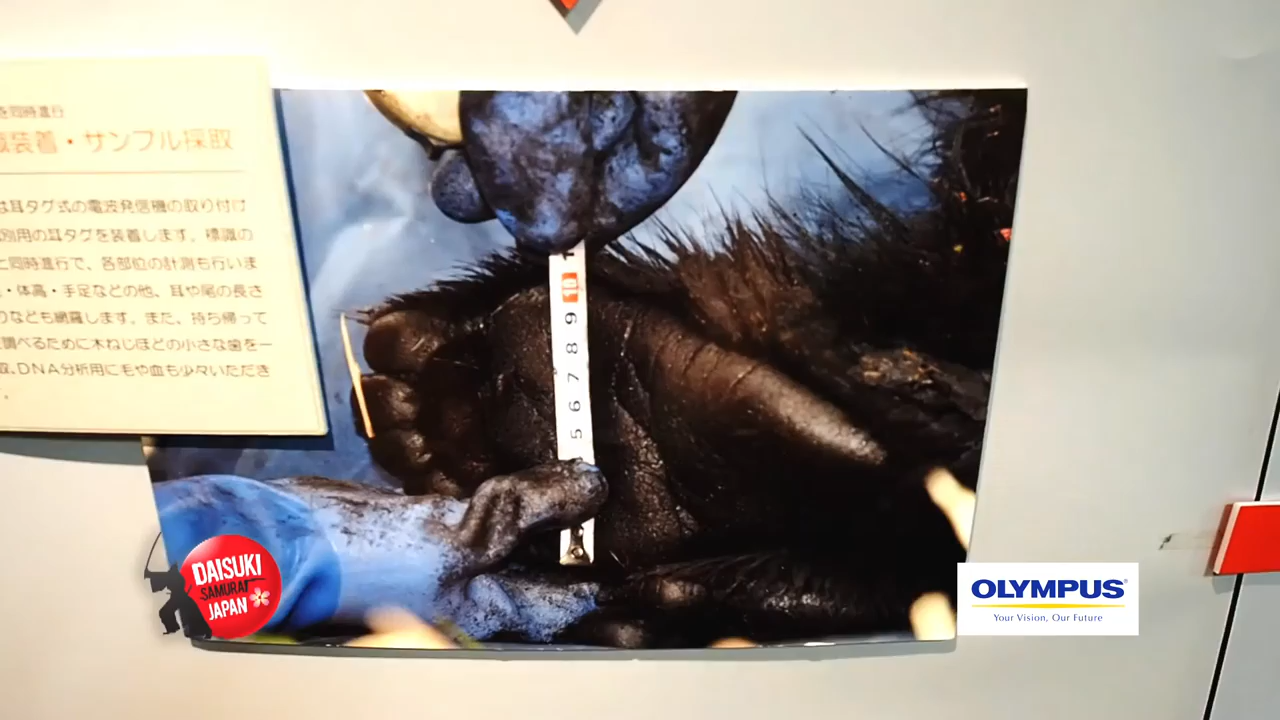 を同時進行
装着・サンプル採取
は耳タグ式の電波発信機の取り付け
別用の耳タグを装着します。標識の
と同時進行で、各部位の計測も行いま
・体高・手足などの他、耳や尾の長さ
りなども網羅します。また、持ち帰って
調べるために木ねじほどの小さな歯を一
取。DNA分析用に毛や血も少々いただき
10
9
8
7
6
5
DAISUKI
SAMURAI
JAPAN
OLYMPUS®
Your Vision, Our Future